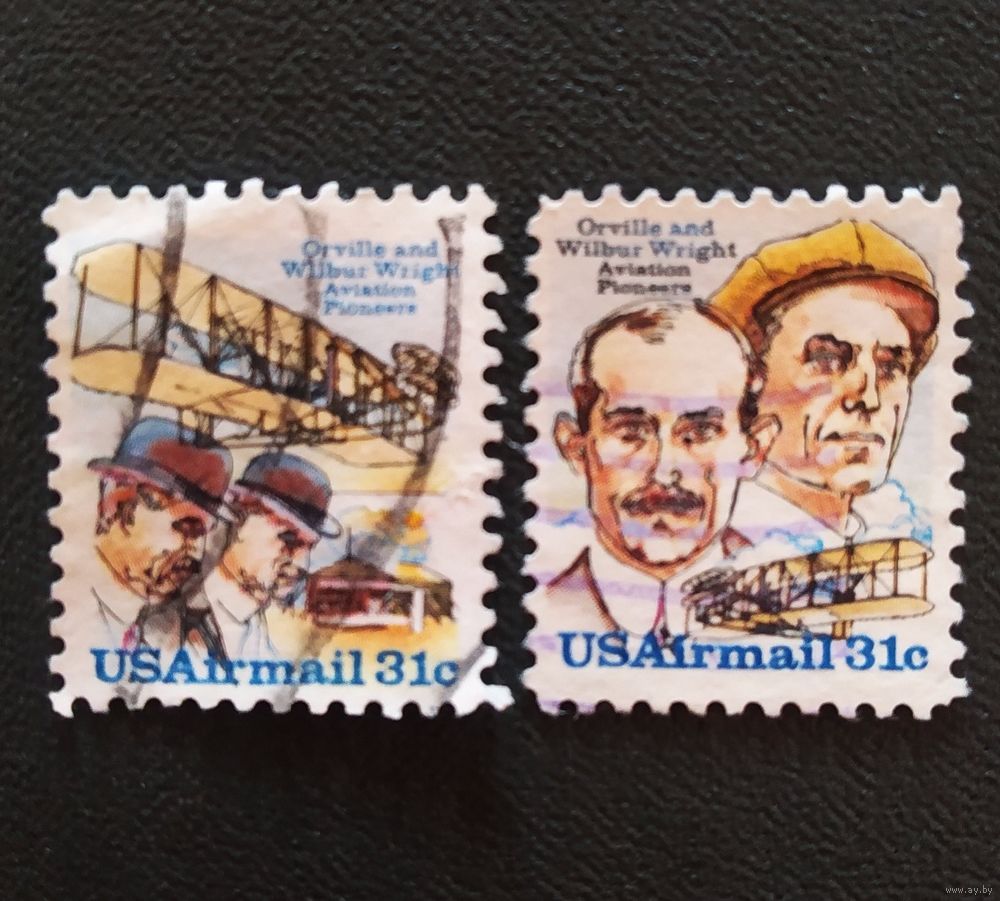 Orville and
Wilbur Wright
Aviation
Pioneers
USAirmail 31c
Orville and
Wilbur Wright
Aviation
Pioneers
USAirmail 31c
www.ay.by